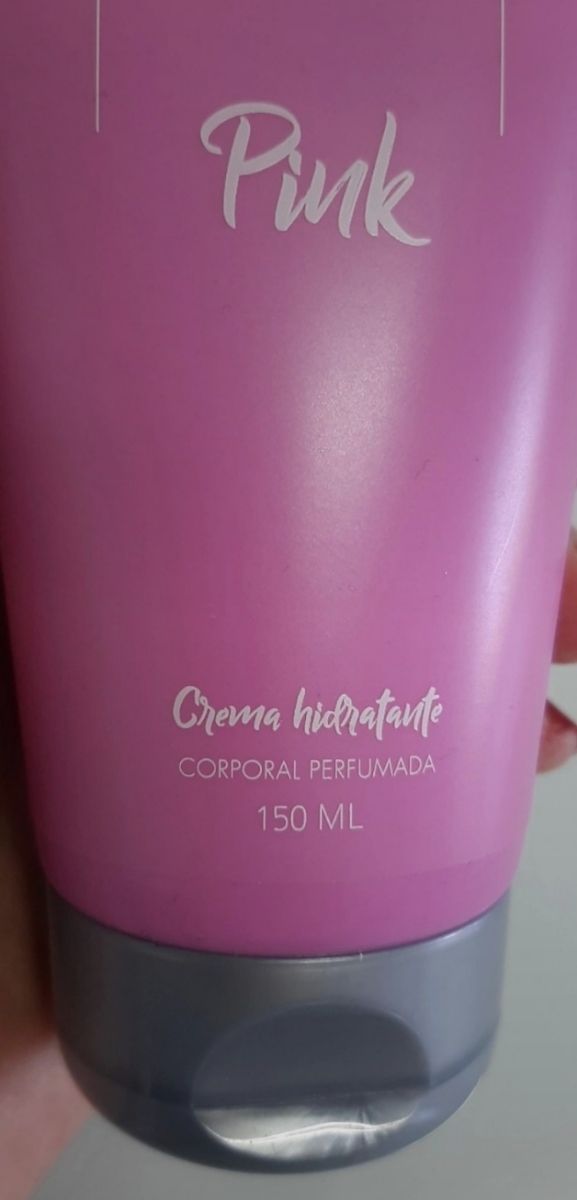 Pink
Crema hidratante
CORPORAL PERFUMADA
150 ML